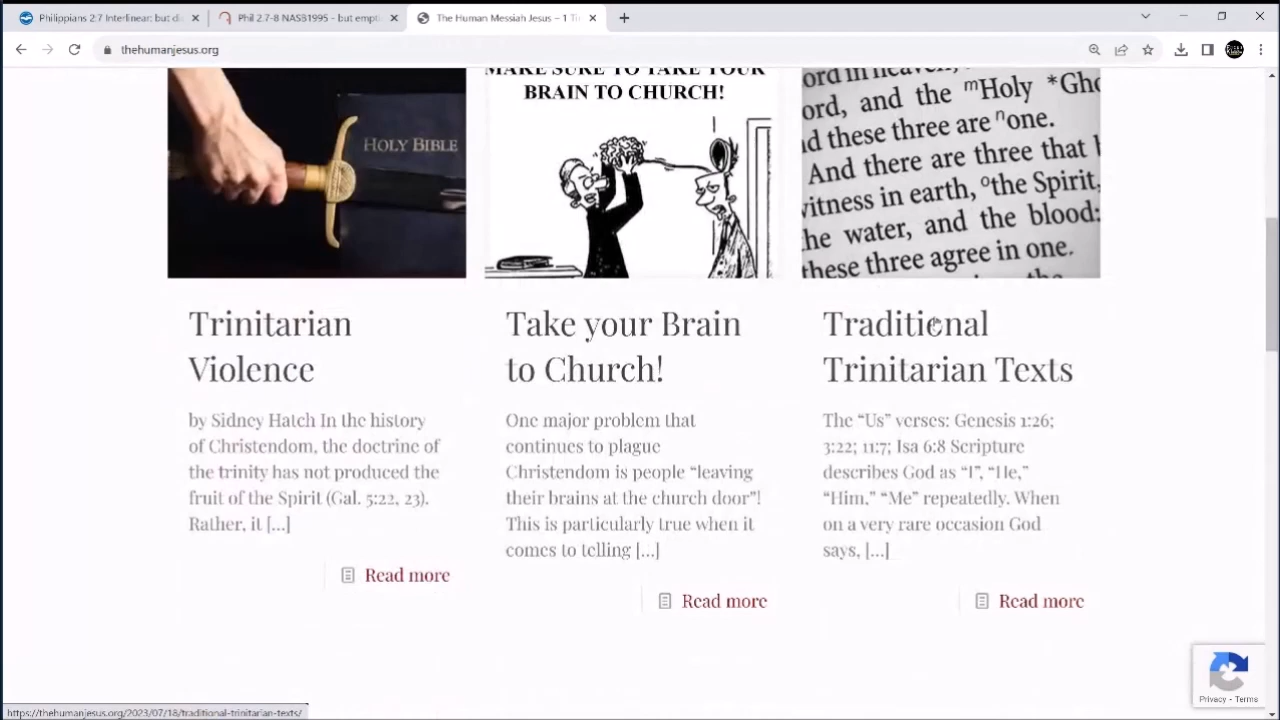 Philippians 2:7 Interlinear: but di
Phil 2.7-8 NASB1995 - but empt
The Human Messiah Jesus – 1 Ti
thehumanjesus.org
HOLY BIBLE
MAKE SURE TO TAKE YOUR
BRAIN TO CHURCH!
ord in heaven,
ord, and the ᵐHoly *Gho
d these three are ⁿone.
And there are three that
witness in earth, ᵒthe Spirit,
he water, and the blood:
these three agree in one.
Trinitarian
Violence
by Sidney Hatch In the history
of Christendom, the doctrine of
the trinity has not produced the
fruit of the Spirit (Gal. 5:22, 23).
Rather, it [...]
Read more
Take your Brain
to Church!
One major problem that
continues to plague
Christendom is people “leaving
their brains at the church door”!
This is particularly true when it
comes to telling [...]
Read more
Traditional
Trinitarian Texts
The “Us” verses: Genesis 1:26;
3:22; 11:7; Isa 6:8 Scripture
describes God as “I”, “He,”
“Him,” “Me” repeatedly. When
on a very rare occasion God
says, [...]
Read more
Privacy - Terms
https://thehumanjesus.org/2023/07/18/traditional-trinitarian-texts/